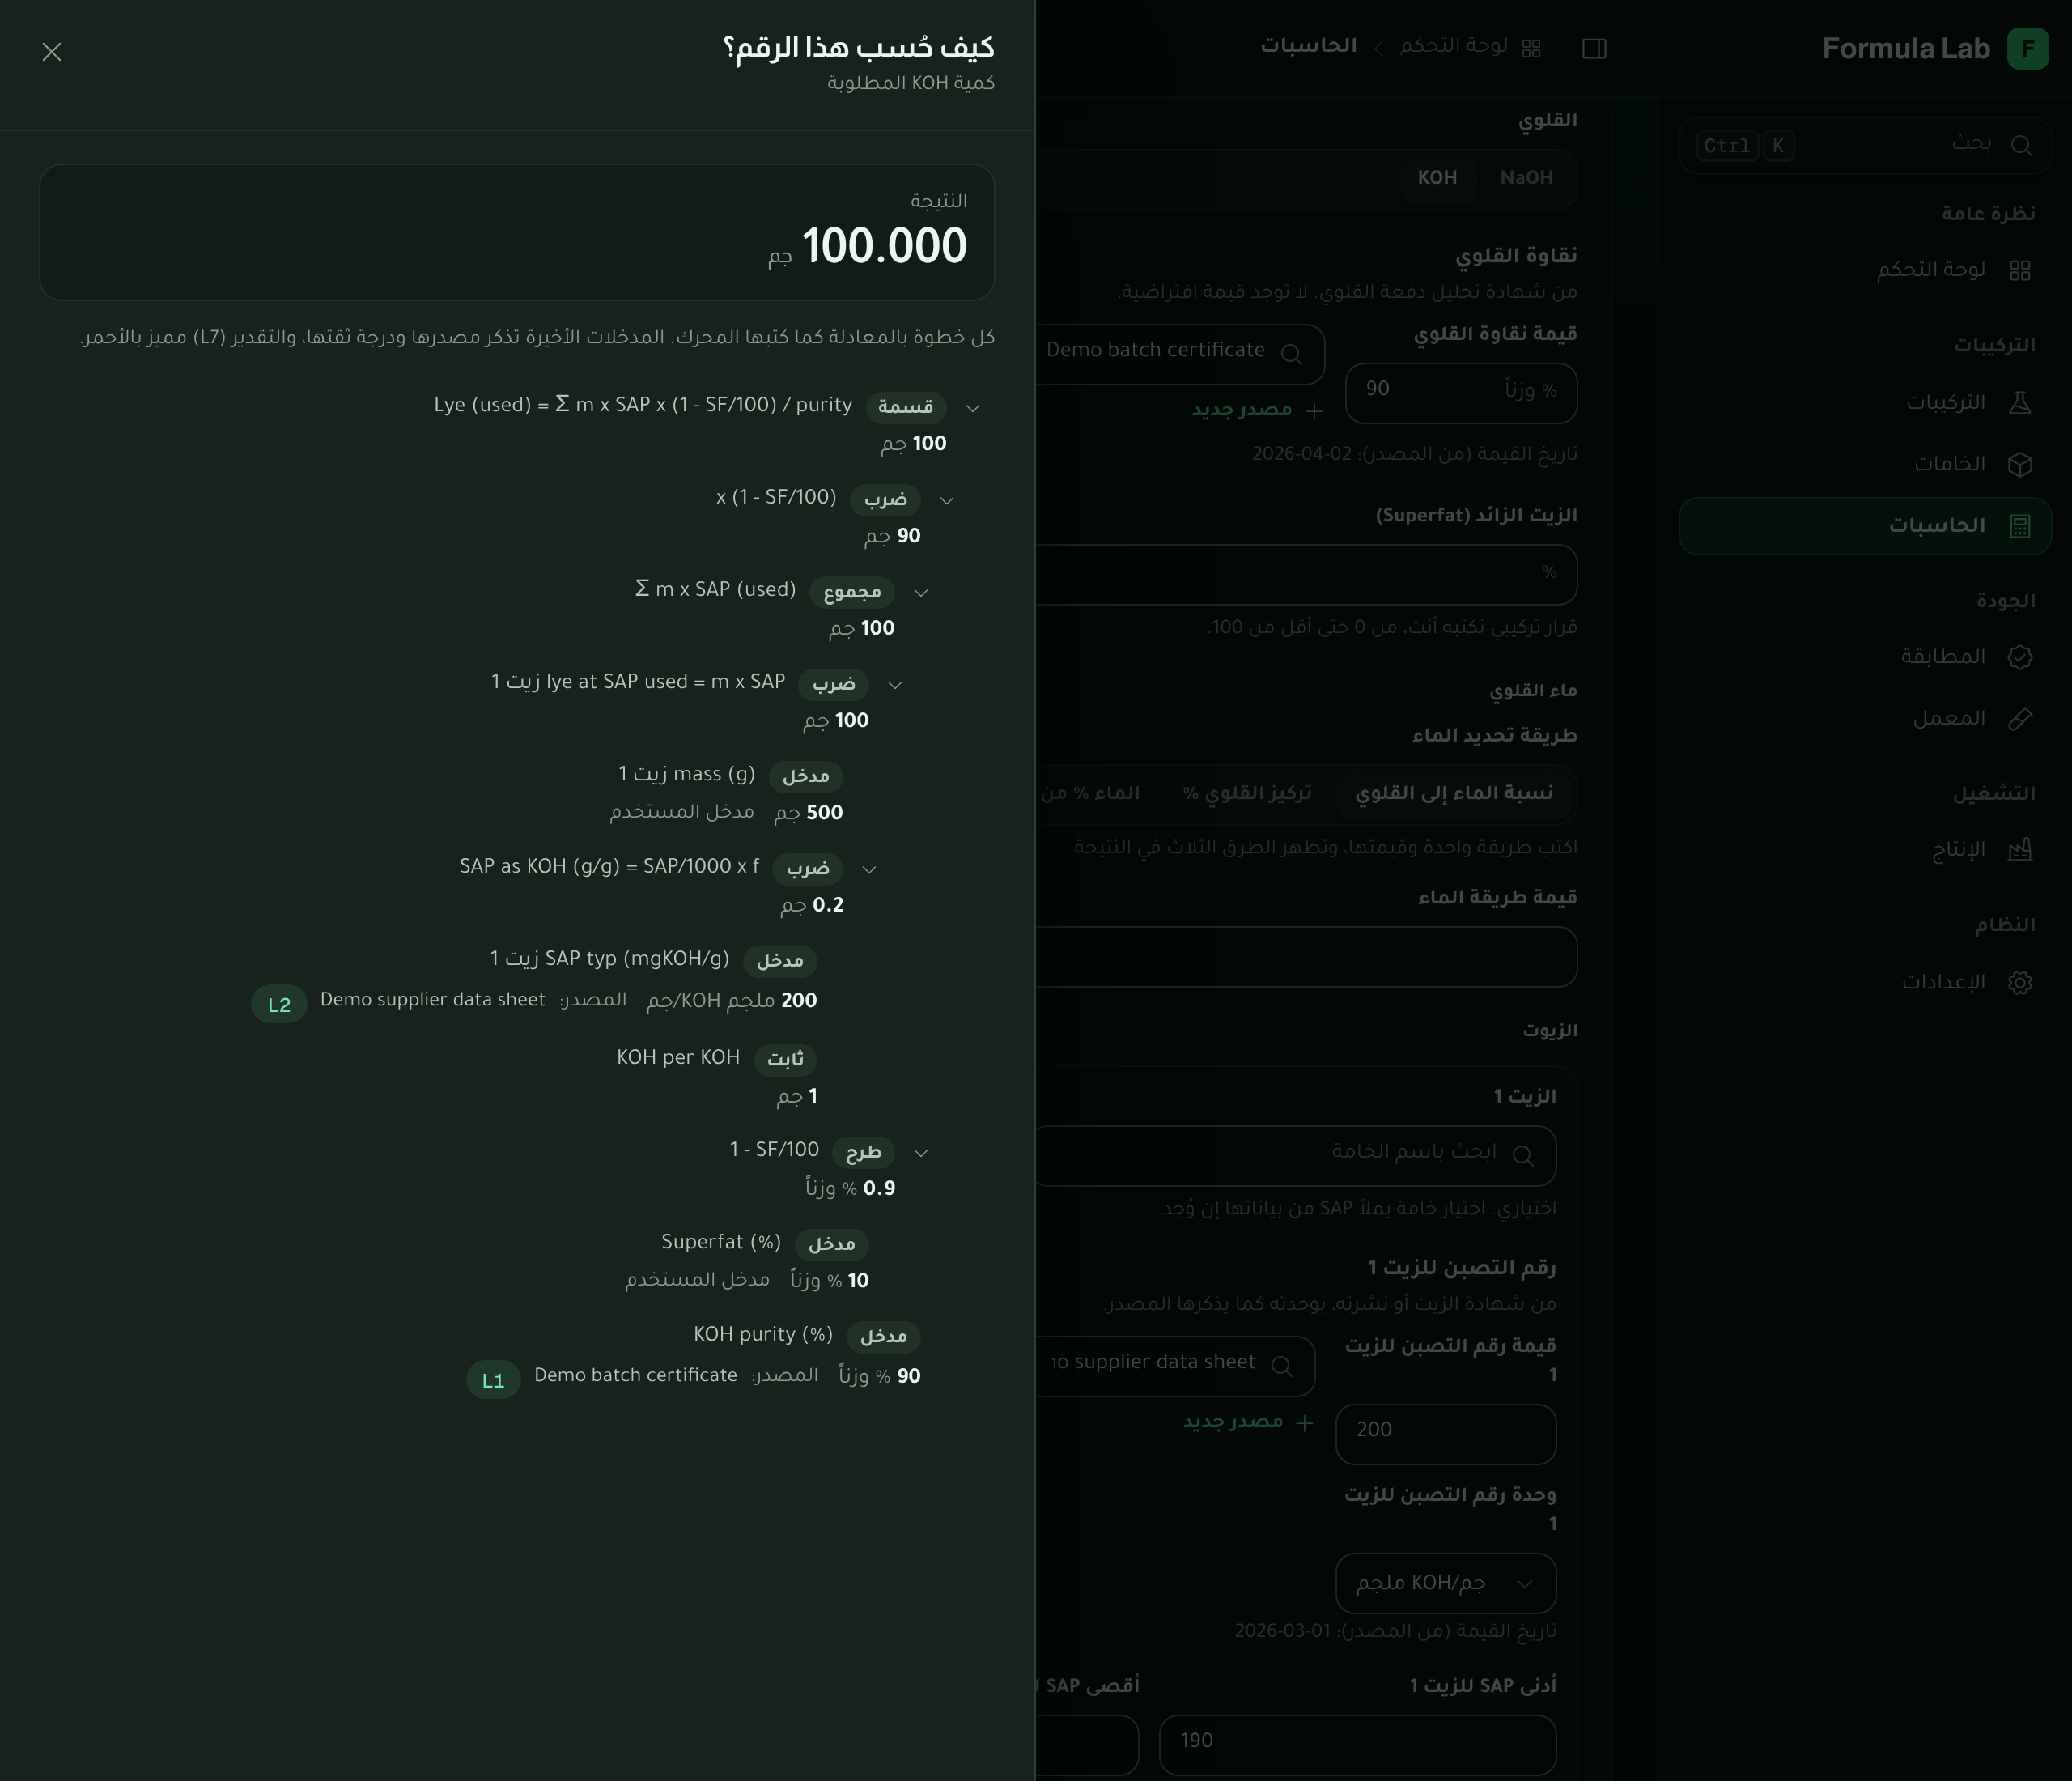 Formula Lab
F
بحث
Ctrl K
نظرة عامة
لوحة التحكم
التركيبات
التركيبات
الخامات
الحاسبات
الجودة
المطابقة
المعمل
التشغيل
الإنتاج
النظام
الإعدادات
لوحة التحكم
الحاسبات
القلوي
NaOH
KOH
نقاوة القلوي
من شهادة تحليل دفعة القلوي. لا توجد قيمة افتراضية.
قيمة نقاوة القلوي
90 % وزناً
Demo batch certificate
مصدر جديد
تاريخ القيمة (من المصدر): 2026-04-02
الزيت الزائد (Superfat)
%
قرار تركيبي تكتبه أنت، من 0 حتى أقل من 100.
ماء القلوي
طريقة تحديد الماء
نسبة الماء إلى القلوي
تركيز القلوي %
الماء % من
اكتب طريقة واحدة وقيمتها، وتظهر الطرق الثلاث في النتيجة.
قيمة طريقة الماء
الزيوت
الزيت 1
ابحث باسم الخامة
اختياري. اختيار خامة يملأ SAP من بياناتها إن وُجد.
رقم التصبن للزيت 1
من شهادة الزيت أو نشرته، بوحدته كما يذكرها المصدر.
قيمة رقم التصبن للزيت
1
200
supplier data sheet
مصدر جديد
وحدة رقم التصبن للزيت
1
ملجم KOH/جم
تاريخ القيمة (من المصدر): 2026-03-01
أدنى SAP للزيت 1
190
أقصى SAP
كيف حُسب هذا الرقم؟
كمية KOH المطلوبة
النتيجة
100.000 جم
كل خطوة بالمعادلة كما كتبها المحرك. المدخلات الأخيرة تذكر مصدرها ودرجة ثقتها، والتقدير (L7) مميز بالأحمر.
قسمة Lye (used) = Σ m x SAP x (1 - SF/100) / purity
100 جم
ضرب x (1 - SF/100)
90 جم
مجموع Σ m x SAP (used)
100 جم
ضرب lye at SAP used = m x SAP زيت 1
100 جم
مدخل mass (g) زيت 1
500 جم مدخل المستخدم
ضرب SAP as KOH (g/g) = SAP/1000 x f
0.2 جم
مدخل SAP typ (mgKOH/g) زيت 1
200 ملجم KOH/جم المصدر: Demo supplier data sheet L2
ثابت KOH per KOH
1 جم
طرح 1 - SF/100
0.9 % وزناً
مدخل Superfat (%)
10 % وزناً مدخل المستخدم
مدخل KOH purity (%)
90 % وزناً المصدر: Demo batch certificate L1